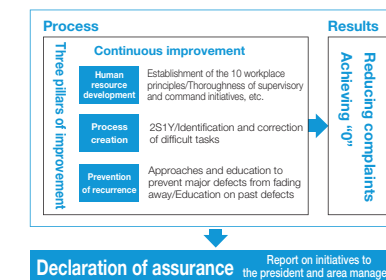 Process
Results
Three pillars of improvement
Continuous improvement
Human
resource
development
Establishment of the 10 workplace
principles/Thoroughness of supervisory
and command initiatives, etc.
Process
creation
2S1Y/Identification and correction
of difficult tasks
Prevention
of recurrence
Approaches and education to
prevent major defects from fading
away/Education on past defects
Reducing complaints
Achieving "0"
Declaration of assurance
Report on initiatives to
the president and area